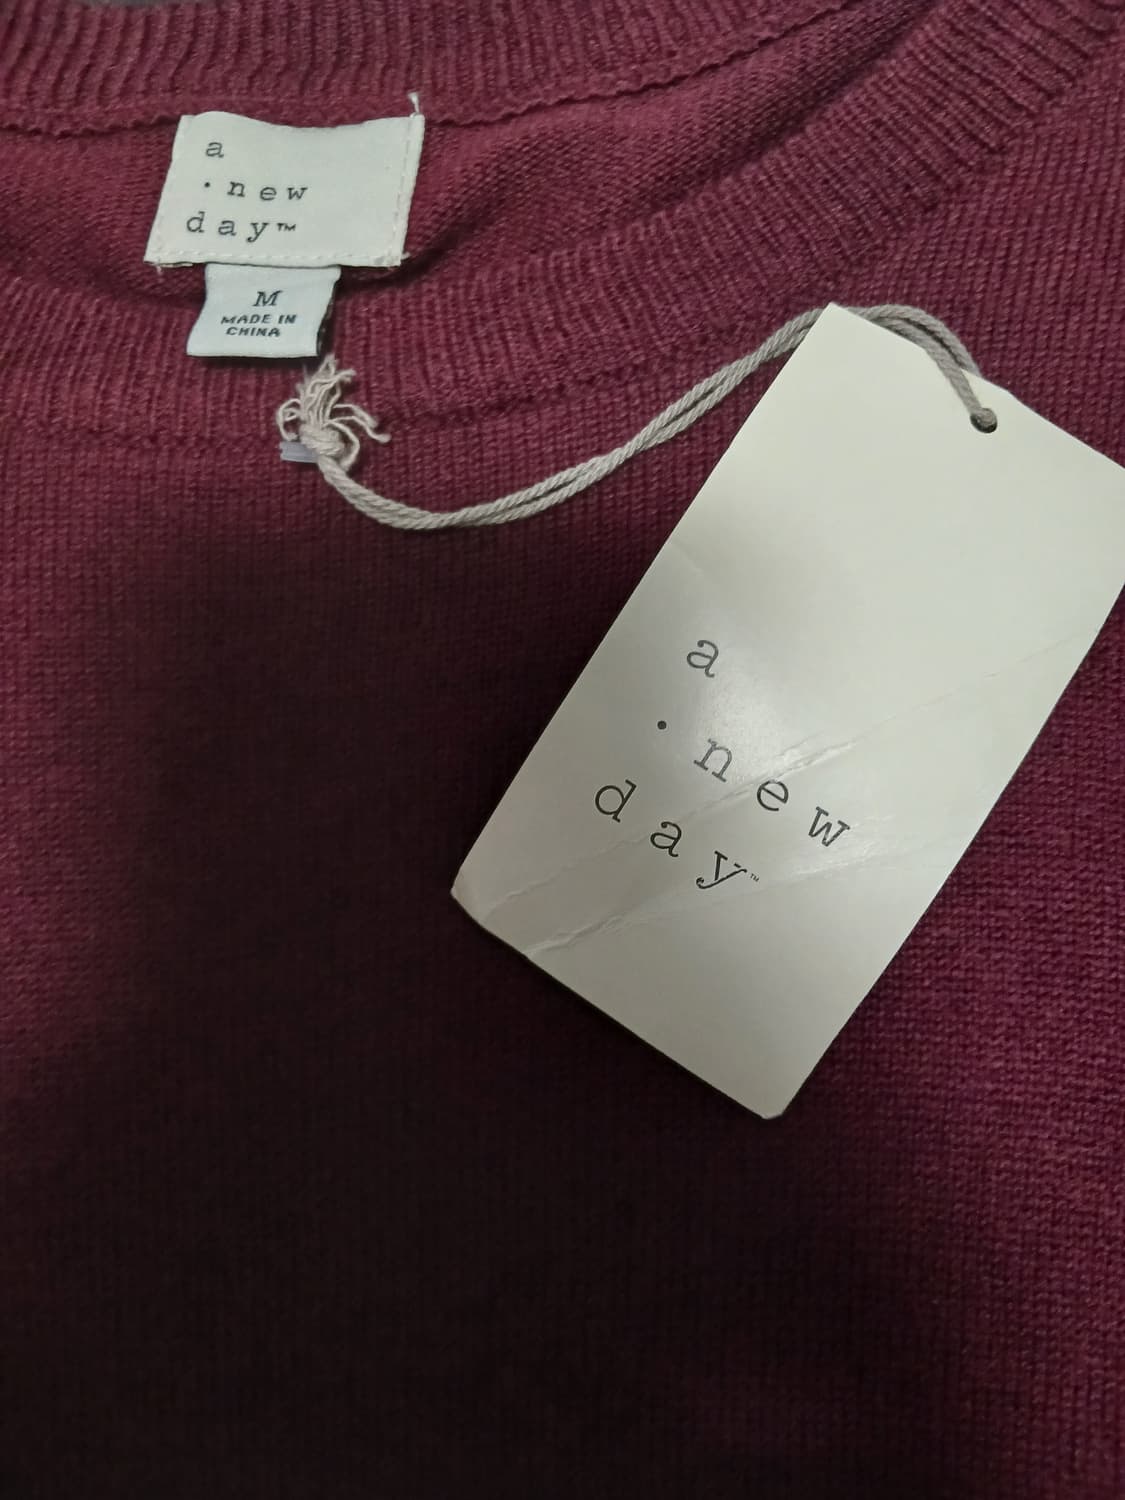 a
· new
day™
M
MADE IN
CHINA
a
· new
day™